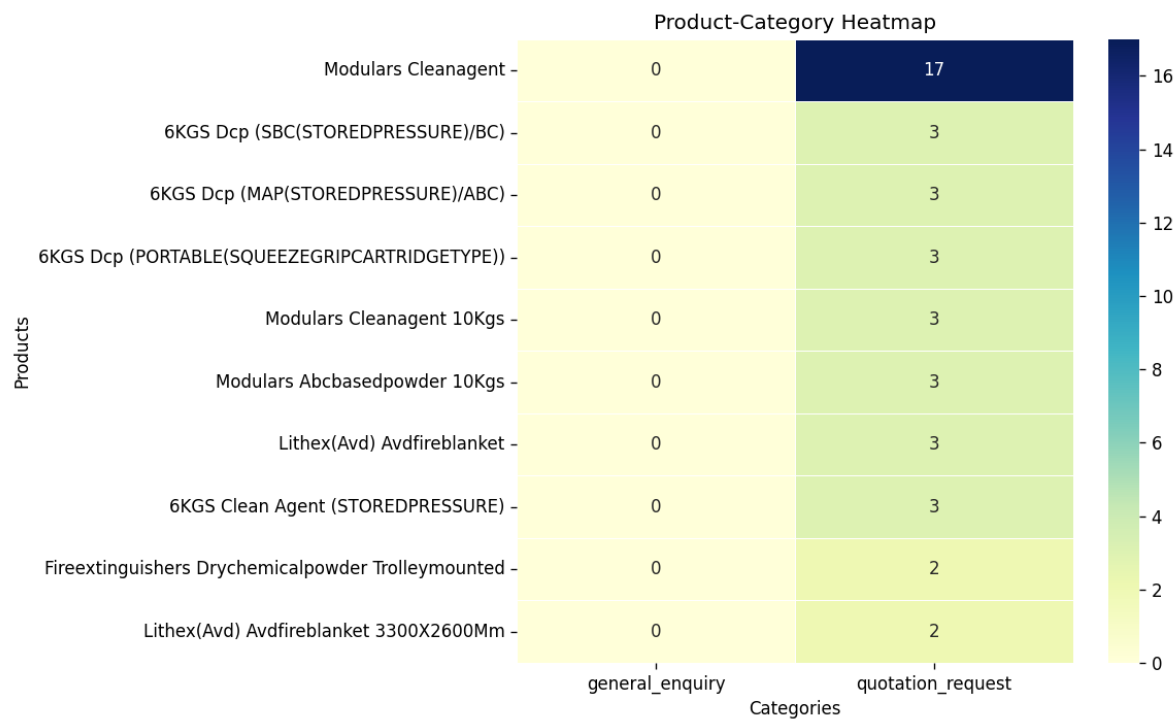 Product-Category Heatmap
Modulars Cleanagent 0 17
6KGS Dcp (SBC(STOREDPRESSURE)/BC) 0 3
6KGS Dcp (MAP(STOREDPRESSURE)/ABC) 0 3
6KGS Dcp (PORTABLE(SQUEEZEGRIPCARTRIDGETYPE)) 0 3
Modulars Cleanagent 10Kgs 0 3
Modulars Abcbasedpowder 10Kgs 0 3
Lithex(Avd) Avdfireblanket 0 3
6KGS Clean Agent (STOREDPRESSURE) 0 3
Fireextinguishers Drychemicalpowder Trolleymounted 0 2
Lithex(Avd) Avdfireblanket 3300X2600Mm 0 2
Products
general_enquiry quotation_request
Categories
16
14
12
10
8
6
4
2
0